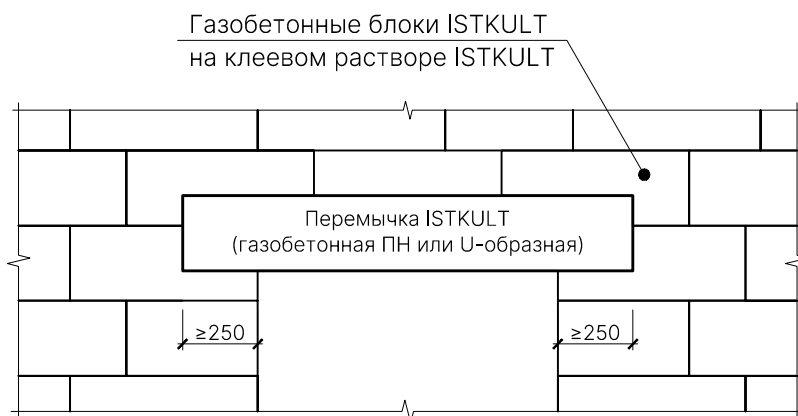 Газобетонные блоки ISTKULT
на клеевом растворе ISTKULT
Перемычка ISTKULT
(газобетонная ПН или U-образная)
≥250
≥250